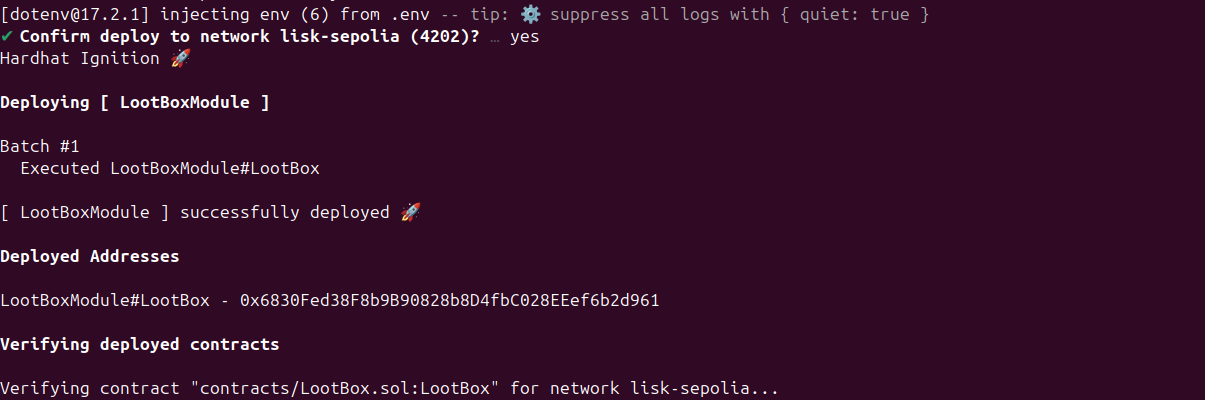 [dotenv@17.2.1] injecting env (6) from .env -- tip: ⚙️ suppress all logs with { quiet: true }
✔ Confirm deploy to network lisk-sepolia (4202)? … yes
Hardhat Ignition 🚀
Deploying [ LootBoxModule ]
Batch #1
Executed LootBoxModule#LootBox
[ LootBoxModule ] successfully deployed 🚀
Deployed Addresses
LootBoxModule#LootBox - 0x6830Fed38F8b9B90828b8D4fbC028EEef6b2d961
Verifying deployed contracts
Verifying contract "contracts/LootBox.sol:LootBox" for network lisk-sepolia...